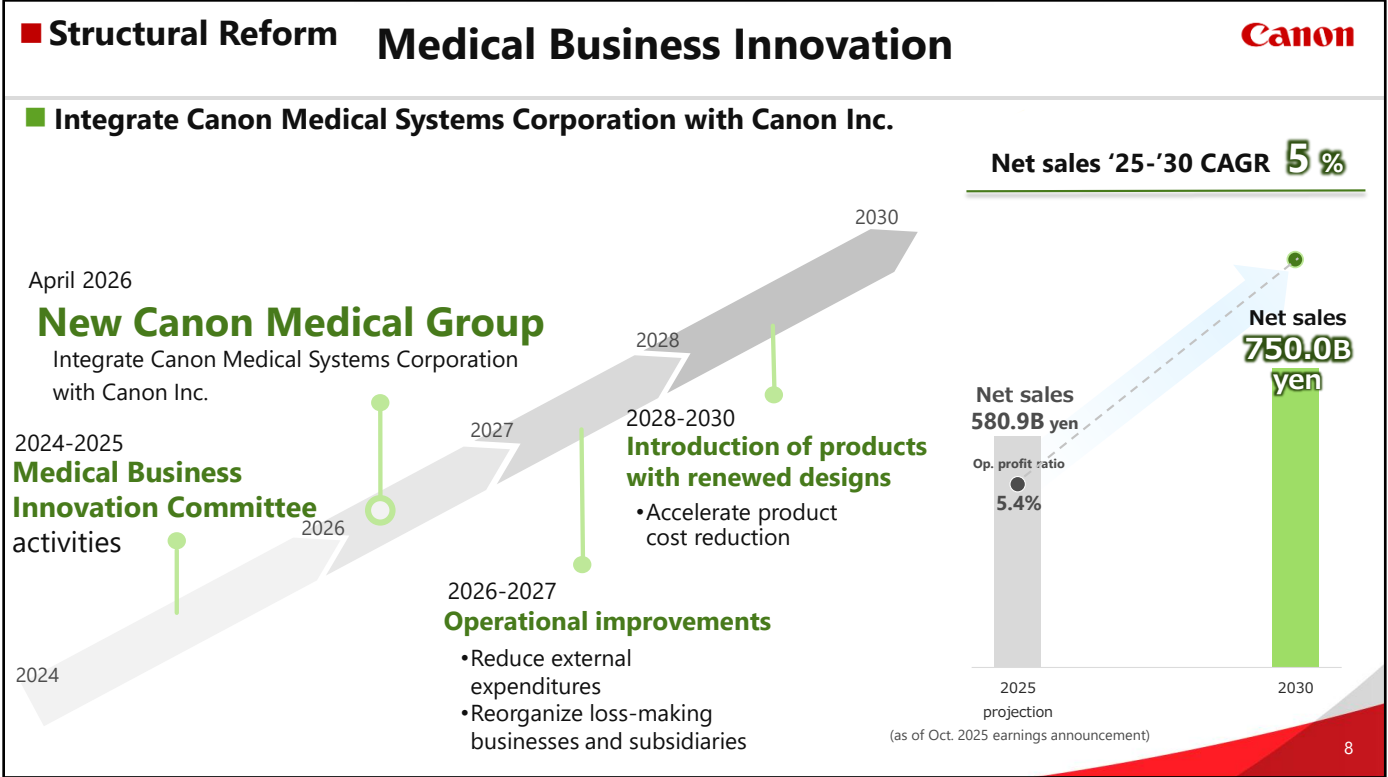 ■ Structural Reform
Medical Business Innovation
Canon
■ Integrate Canon Medical Systems Corporation with Canon Inc.
Net sales ‘25-’30 CAGR 5 %
2030
April 2026
New Canon Medical Group
Integrate Canon Medical Systems Corporation
with Canon Inc.
2028
2027
2024-2025
Medical Business
Innovation Committee
activities
2026
2024
2028-2030
Introduction of products
with renewed designs
•Accelerate product
cost reduction
2026-2027
Operational improvements
•Reduce external
expenditures
•Reorganize loss-making
businesses and subsidiaries
Net sales
750.0B
yen
Net sales
580.9B yen
Op. profit ratio
5.4%
2025
projection
2030
(as of Oct. 2025 earnings announcement)
8